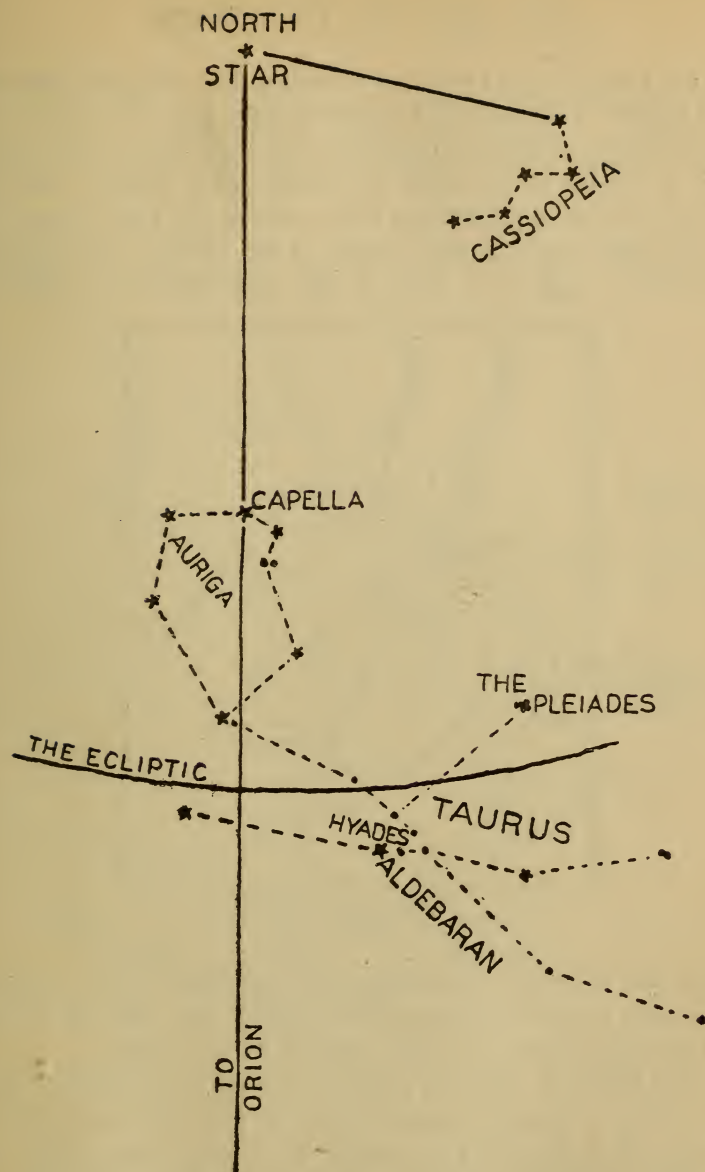 NORTH
STAR
CASSIOPEIA
CAPELLA
AURIGA
THE
PLEIADES
THE ECLIPTIC
TAURUS
HYADES
ALDEBARAN
TO
ORION